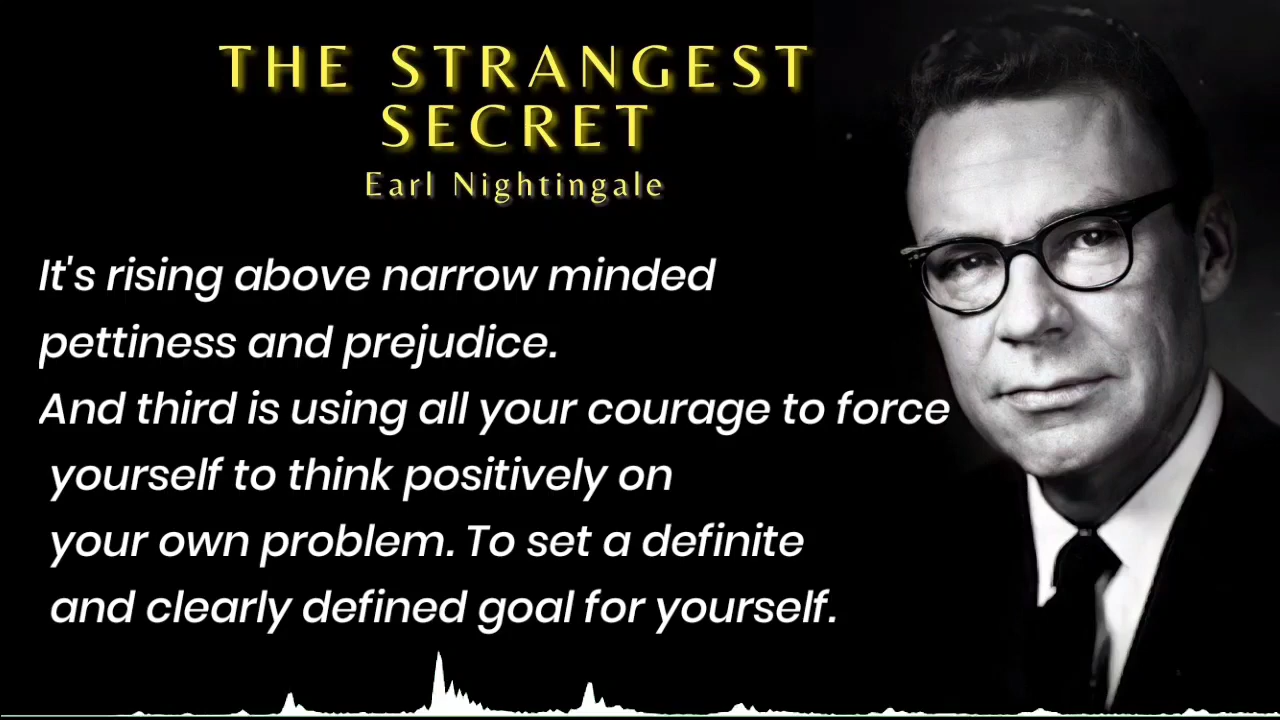 THE STRANGEST
SECRET
Earl Nightingale
It's rising above narrow minded
pettiness and prejudice.
And third is using all your courage to force
yourself to think positively on
your own problem. To set a definite
and clearly defined goal for yourself.